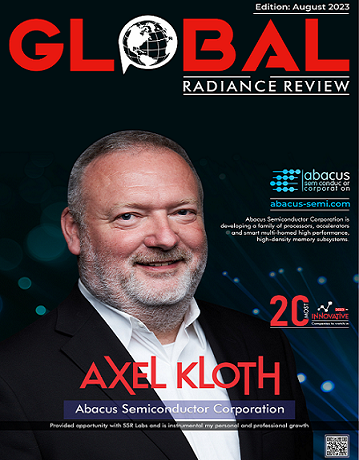 Edition: August 2023
GLOBAL
RADIANCE REVIEW
abacus
semiconductor
corporation
abacus-semi.com
Abacus Semiconductor Corporation is
developing a family of processors, accelerators
and smart multi-homed high performance,
high-density memory subsystems.
20 MOST
INNOVATIVE
Companies to watch in
AXEL KLOTH
Abacus Semiconductor Corporation
Provided opportunity with SSR Labs and is instrumental my personal and professional growth